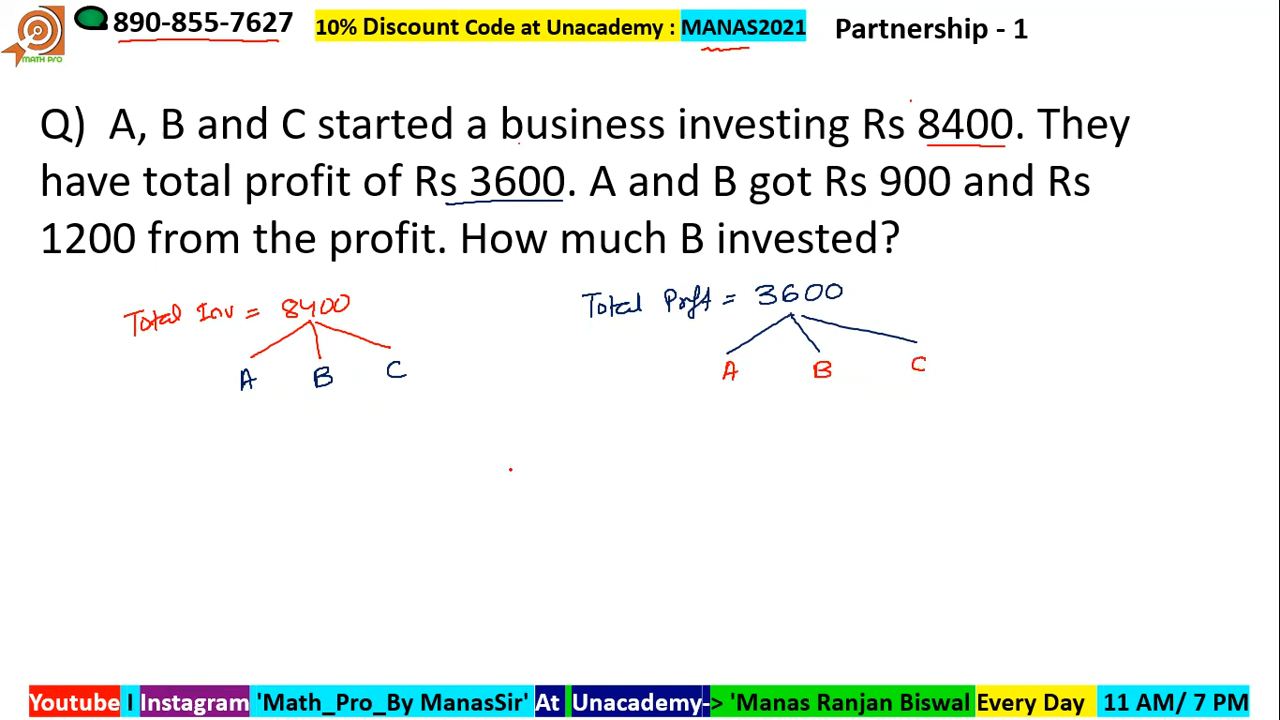 890-855-7627
10% Discount Code at Unacademy : MANAS2021
Partnership - 1
MATH PRO
Q) A, B and C started a business investing Rs 8400. They
have total profit of Rs 3600. A and B got Rs 900 and Rs
1200 from the profit. How much B invested?
Total Inv = 8400
A B C
Total Proft = 3600
A B C
Youtube I Instagram 'Math_Pro_By ManasSir' At Unacademy-> 'Manas Ranjan Biswal Every Day 11 AM/ 7 PM